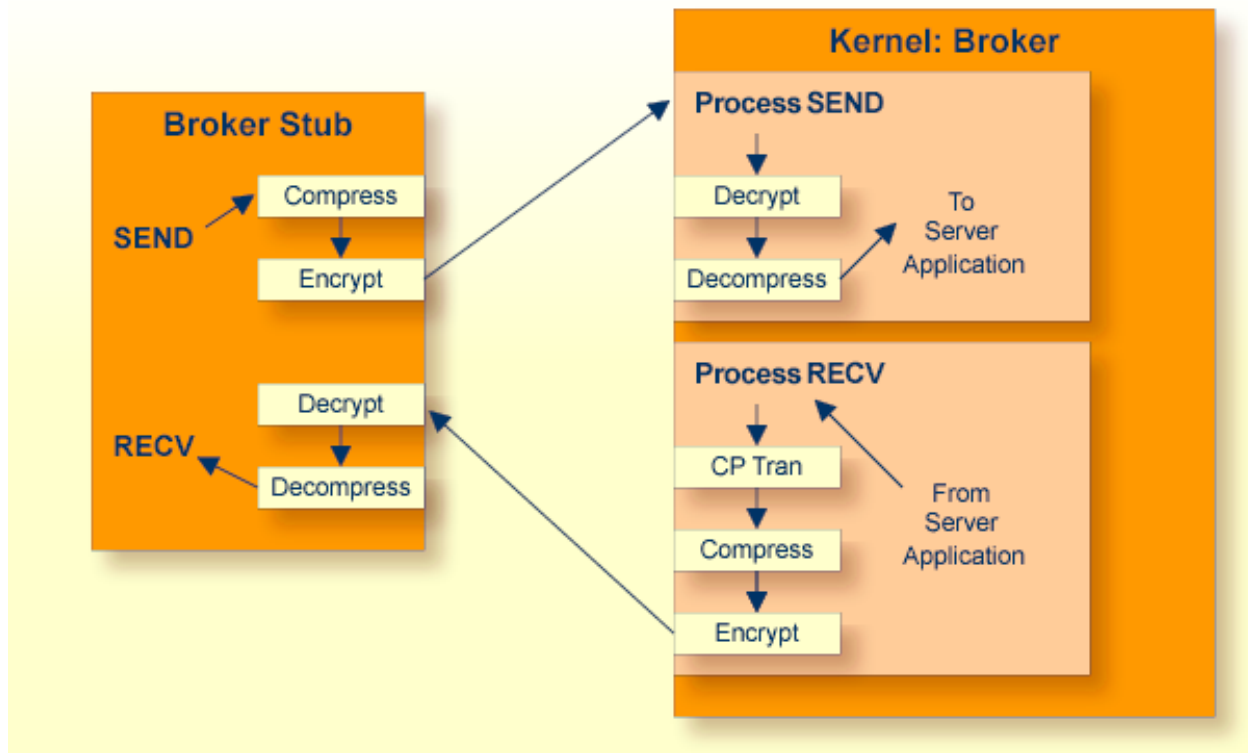 Broker Stub
SEND
Compress
Encrypt
Decrypt
RECV
Decompress
Kernel: Broker
Process SEND
Decrypt
Decompress
To
Server
Application
Process RECV
CP Tran
Compress
Encrypt
From
Server
Application